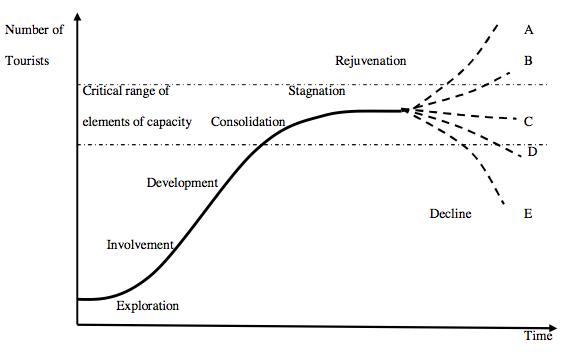 Number of
Tourists
A
Rejuvenation
B
Critical range of
Stagnation
elements of capacity
Consolidation
C
D
Development
Decline
E
Involvement
Exploration
Time